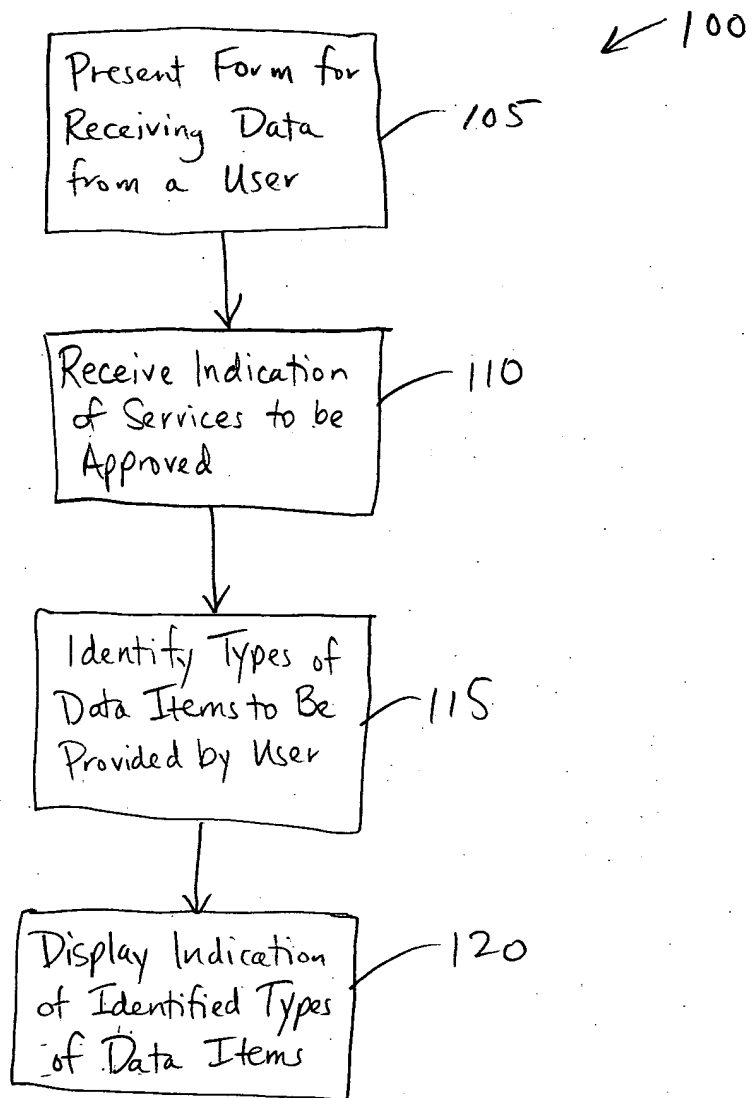 100
Present Form for
Receiving Data
from a User
105
Receive Indication
of Services to be
Approved
110
Identify Types of
Data Items to Be
Provided by User
115
Display Indication
of Identified Types
of Data Items
120